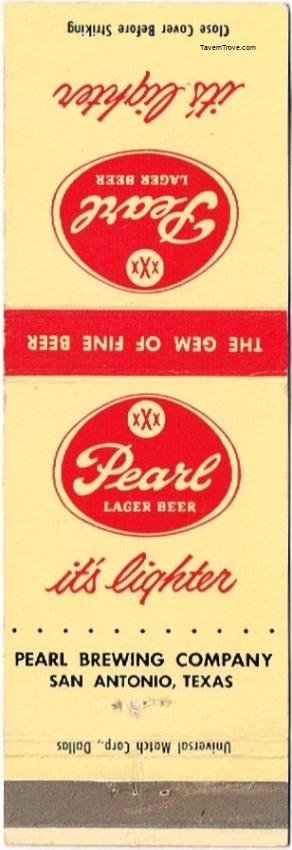 Close Cover Before Striking
TavernTrove.com
it's lighter
LAGER BEER
Pearl
XXX
THE GEM OF FINE BEER
XXX
Pearl
LAGER BEER
it's lighter
PEARL BREWING COMPANY
SAN ANTONIO, TEXAS
Universal Match Corp., Dallas